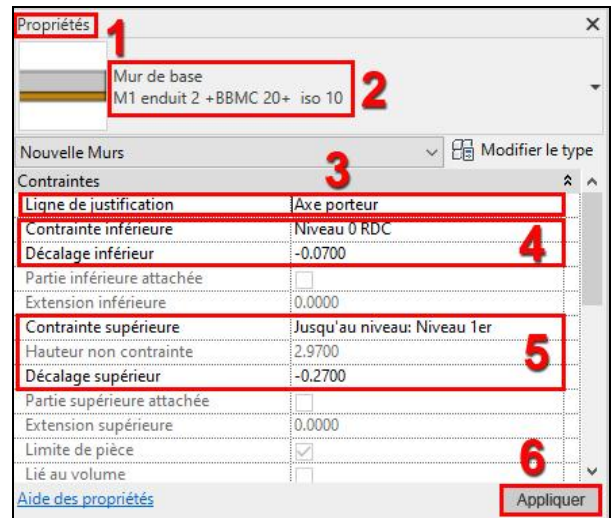 Propriétés
1
Mur de base
M1 enduit 2 +BBMC 20+ iso 10
2
Nouvelle Murs
Modifier le type
3
Contraintes
Ligne de justification Axe porteur
Contrainte inférieure Niveau 0 RDC
4
Décalage inférieur -0.0700
Partie inférieure attachée
Extension inférieure 0.0000
Contrainte supérieure Jusqu'au niveau: Niveau 1er
Hauteur non contrainte 2.9700
5
Décalage supérieur -0.2700
Partie supérieure attachée
Extension supérieure 0.0000
Limite de pièce
6
Lié au volume
Aide des propriétés
Appliquer